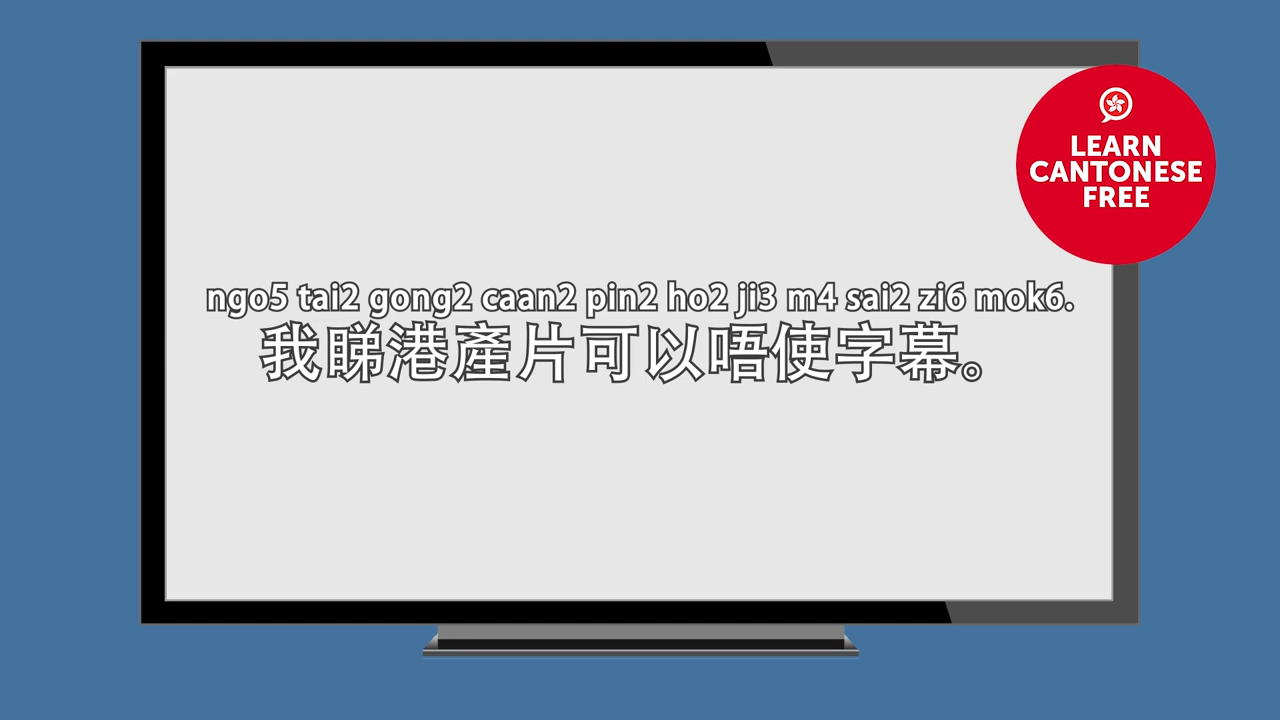 LEARN
CANTONESE
FREE
ngo5 tai2 gong2 caan2 pin2 ho2 ji3 m4 sai2 zi6 mok6.
我睇港產片可以唔使字幕。